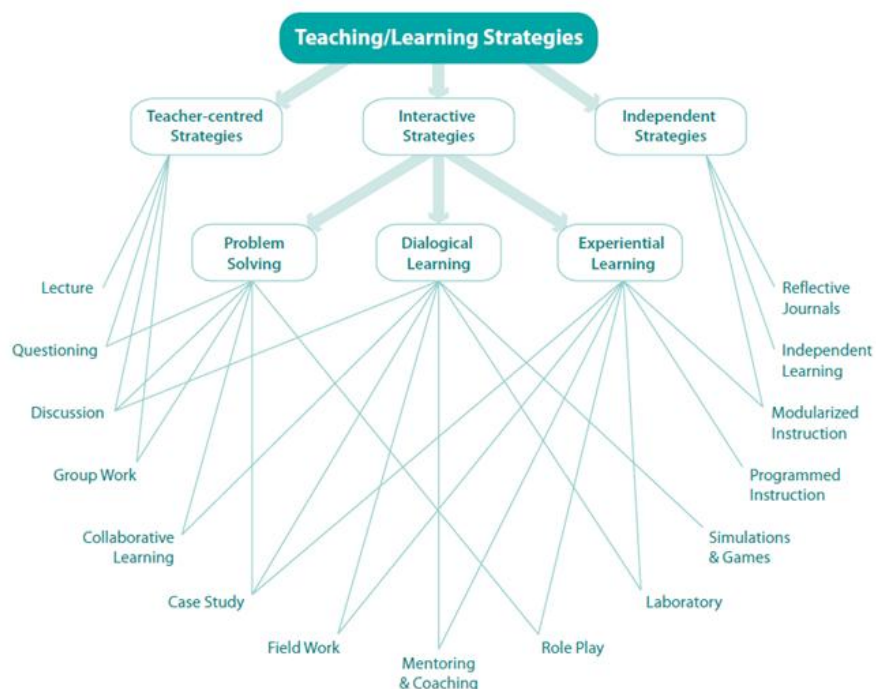 Teaching/Learning Strategies
Teacher-centred
Strategies
Interactive
Strategies
Independent
Strategies
Problem
Solving
Dialogical
Learning
Experiential
Learning
Lecture
Questioning
Discussion
Group Work
Collaborative
Learning
Case Study
Field Work
Mentoring
& Coaching
Role Play
Laboratory
Simulations
& Games
Programmed
Instruction
Modularized
Instruction
Independent
Learning
Reflective
Journals